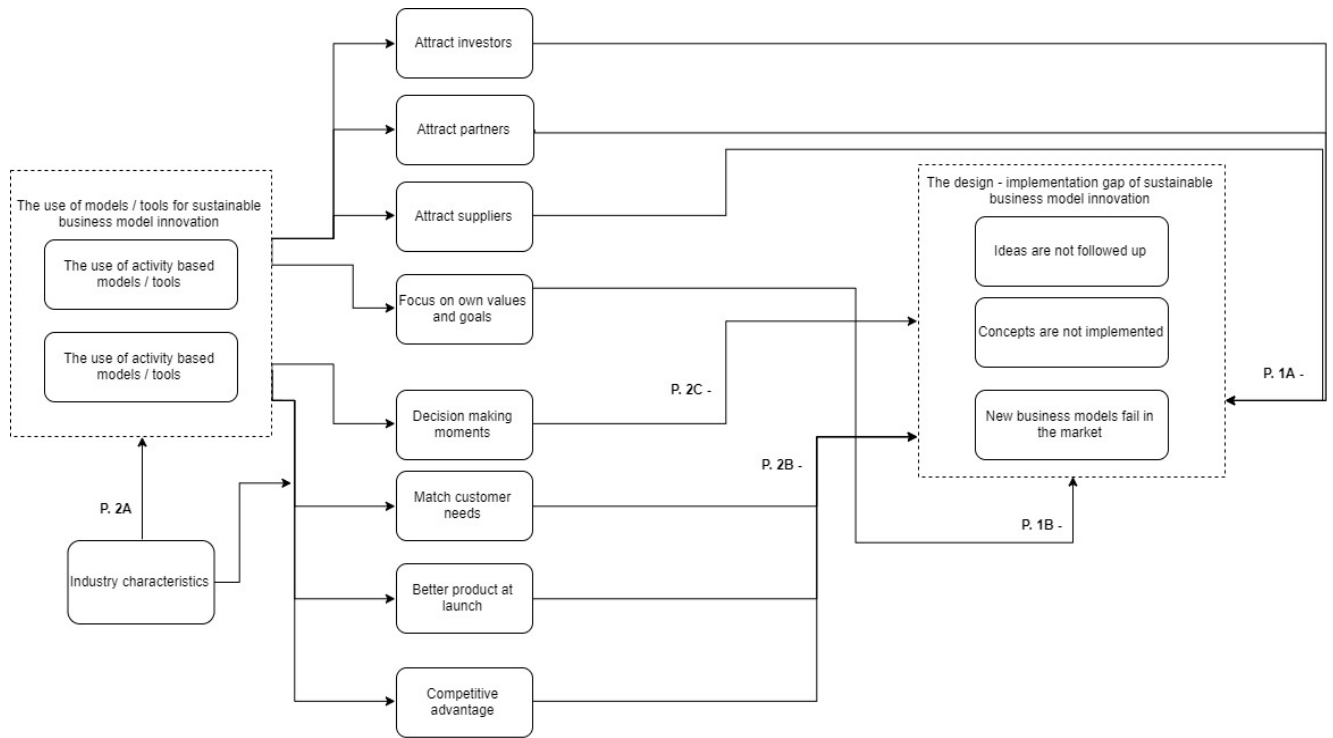 Attract investors
Attract partners
Attract suppliers
Focus on own values
and goals
Decision making
moments
Match customer
needs
Better product at
launch
Competitive
advantage
The use of models / tools for sustainable
business model innovation
The use of activity based
models / tools
The use of activity based
models / tools
P. 2A
Industry characteristics
The design - implementation gap of sustainable
business model innovation
Ideas are not followed up
Concepts are not implemented
New business models fail in
the market
P. 1A -
P. 2C -
P. 2B -
P. 1B -